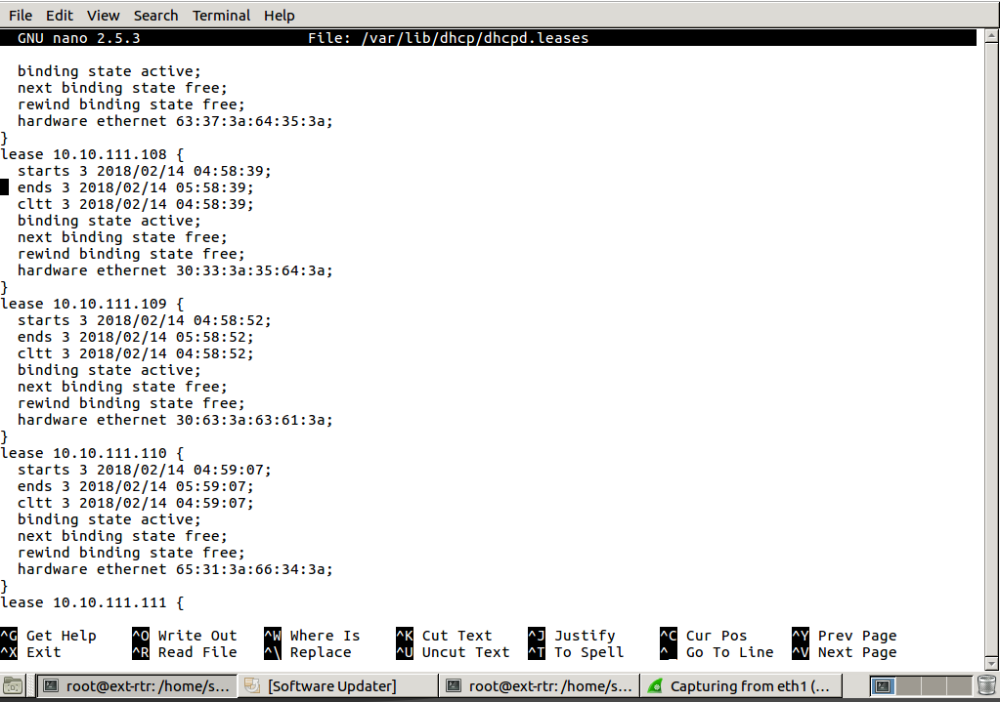 File Edit View Search Terminal Help
GNU nano 2.5.3 File: /var/lib/dhcp/dhcpd.leases
binding state active;
next binding state free;
rewind binding state free;
hardware ethernet 63:37:3a:64:35:3a;
}
lease 10.10.111.108 {
starts 3 2018/02/14 04:58:39;
ends 3 2018/02/14 05:58:39;
cltt 3 2018/02/14 04:58:39;
binding state active;
next binding state free;
rewind binding state free;
hardware ethernet 30:33:3a:35:64:3a;
}
lease 10.10.111.109 {
starts 3 2018/02/14 04:58:52;
ends 3 2018/02/14 05:58:52;
cltt 3 2018/02/14 04:58:52;
binding state active;
next binding state free;
rewind binding state free;
hardware ethernet 30:63:3a:63:61:3a;
}
lease 10.10.111.110 {
starts 3 2018/02/14 04:59:07;
ends 3 2018/02/14 05:59:07;
cltt 3 2018/02/14 04:59:07;
binding state active;
next binding state free;
rewind binding state free;
hardware ethernet 65:31:3a:66:34:3a;
}
lease 10.10.111.111 {
^G Get Help ^O Write Out ^W Where Is ^K Cut Text ^J Justify ^C Cur Pos ^Y Prev Page
^X Exit ^R Read File ^\ Replace ^U Uncut Text ^T To Spell ^_ Go To Line ^V Next Page
root@ext-rtr: /home/s... [Software Updater] root@ext-rtr: /home/s... Capturing from eth1 (...